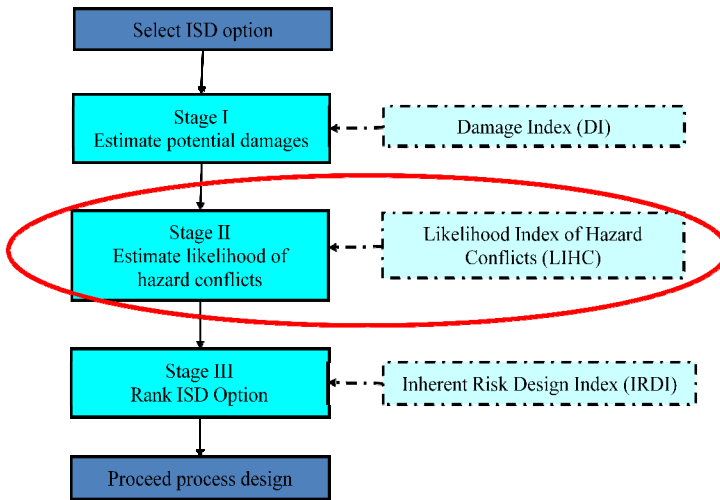 Select ISD option
Stage I
Estimate potential damages
Damage Index (DI)
Stage II
Estimate likelihood of
hazard conflicts
Likelihood Index of Hazard
Conflicts (LIHC)
Stage III
Rank ISD Option
Inherent Risk Design Index (IRDI)
Proceed process design